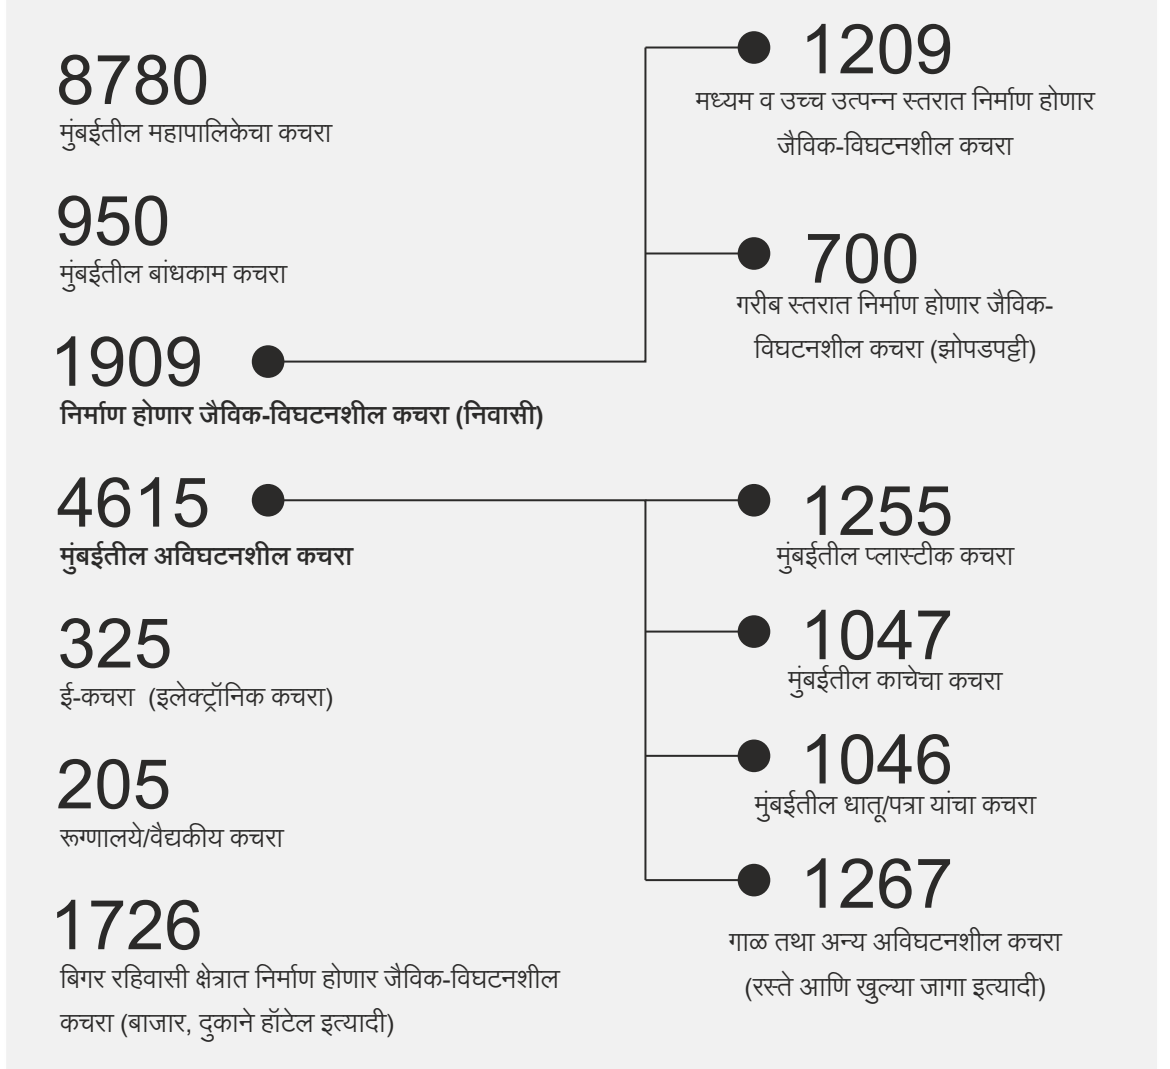 8780
मुंबईतील महापालिकेचा कचरा
950
मुंबईतील बांधकाम कचरा
1909
निर्माण होणार जैविक-विघटनशील कचरा (निवासी)
1209
मध्यम व उच्च उत्पन्न स्तरात निर्माण होणार
जैविक-विघटनशील कचरा
700
गरीब स्तरात निर्माण होणार जैविक-
विघटनशील कचरा (झोपडपट्टी)
4615
मुंबईतील अविघटनशील कचरा
1255
मुंबईतील प्लास्टीक कचरा
1047
मुंबईतील काचेचा कचरा
1046
मुंबईतील धातू/पत्रा यांचा कचरा
1267
गाळ तथा अन्य अविघटनशील कचरा
(रस्ते आणि खुल्या जागा इत्यादी)
325
ई-कचरा (इलेक्ट्रॉनिक कचरा)
205
रूग्णालये/वैद्यकीय कचरा
1726
बिगर रहिवासी क्षेत्रात निर्माण होणार जैविक-विघटनशील
कचरा (बाजार, दुकाने हॉटेल इत्यादी)